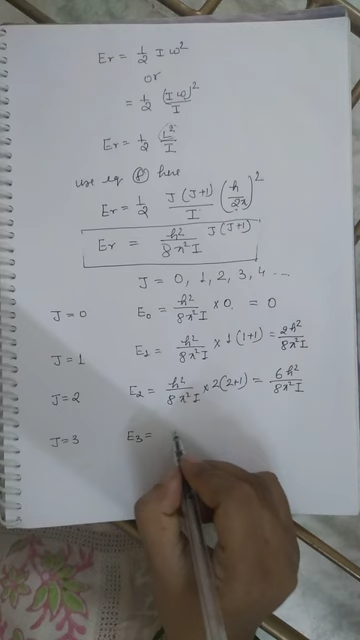 Er = 1/2 I ω²
or
= 1/2 (Iω)²/I
Er = 1/2 L²/I
use eq (B) here
Er = 1/2 J(J+1)/I (h/2π)²
Er = h²/8π²I J(J+1)
J = 0, 1, 2, 3, 4 ...
J=0 E₀ = h²/8π²I × 0 = 0
J=1 E₁ = h²/8π²I × 1(1+1) = 2h²/8π²I
J=2 E₂ = h²/8π²I × 2(2+1) = 6h²/8π²I
J=3 E₃ =